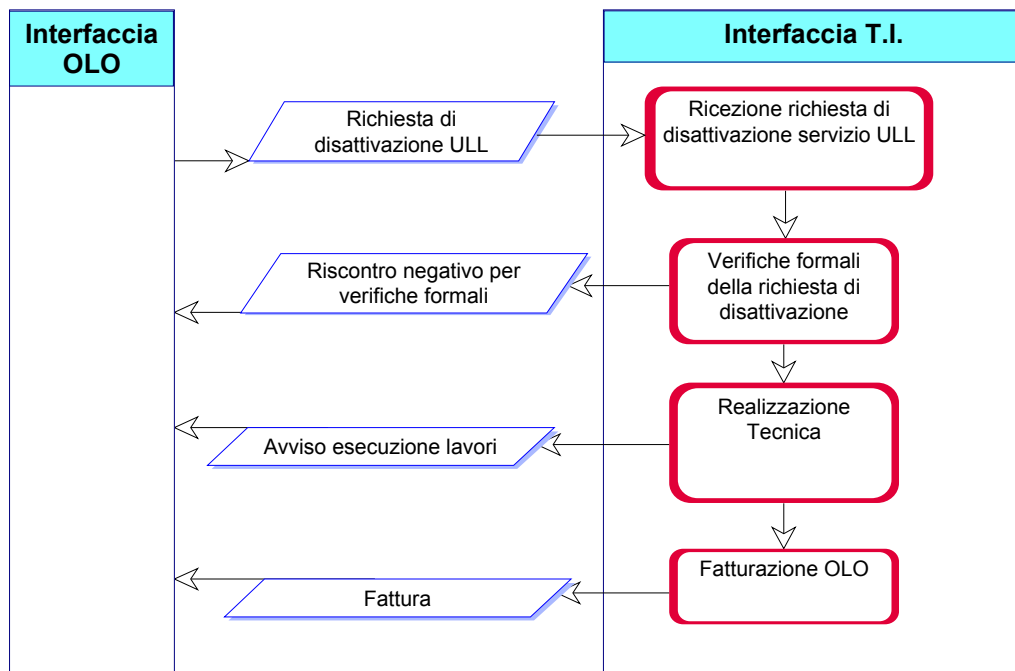 Interfaccia
OLO
Interfaccia T.I.
Richiesta di
disattivazione ULL
Ricezione richiesta di
disattivazione servizio ULL
Riscontro negativo per
verifiche formali
Verifiche formali
della richiesta di
disattivazione
Avviso esecuzione lavori
Realizzazione
Tecnica
Fattura
Fatturazione OLO